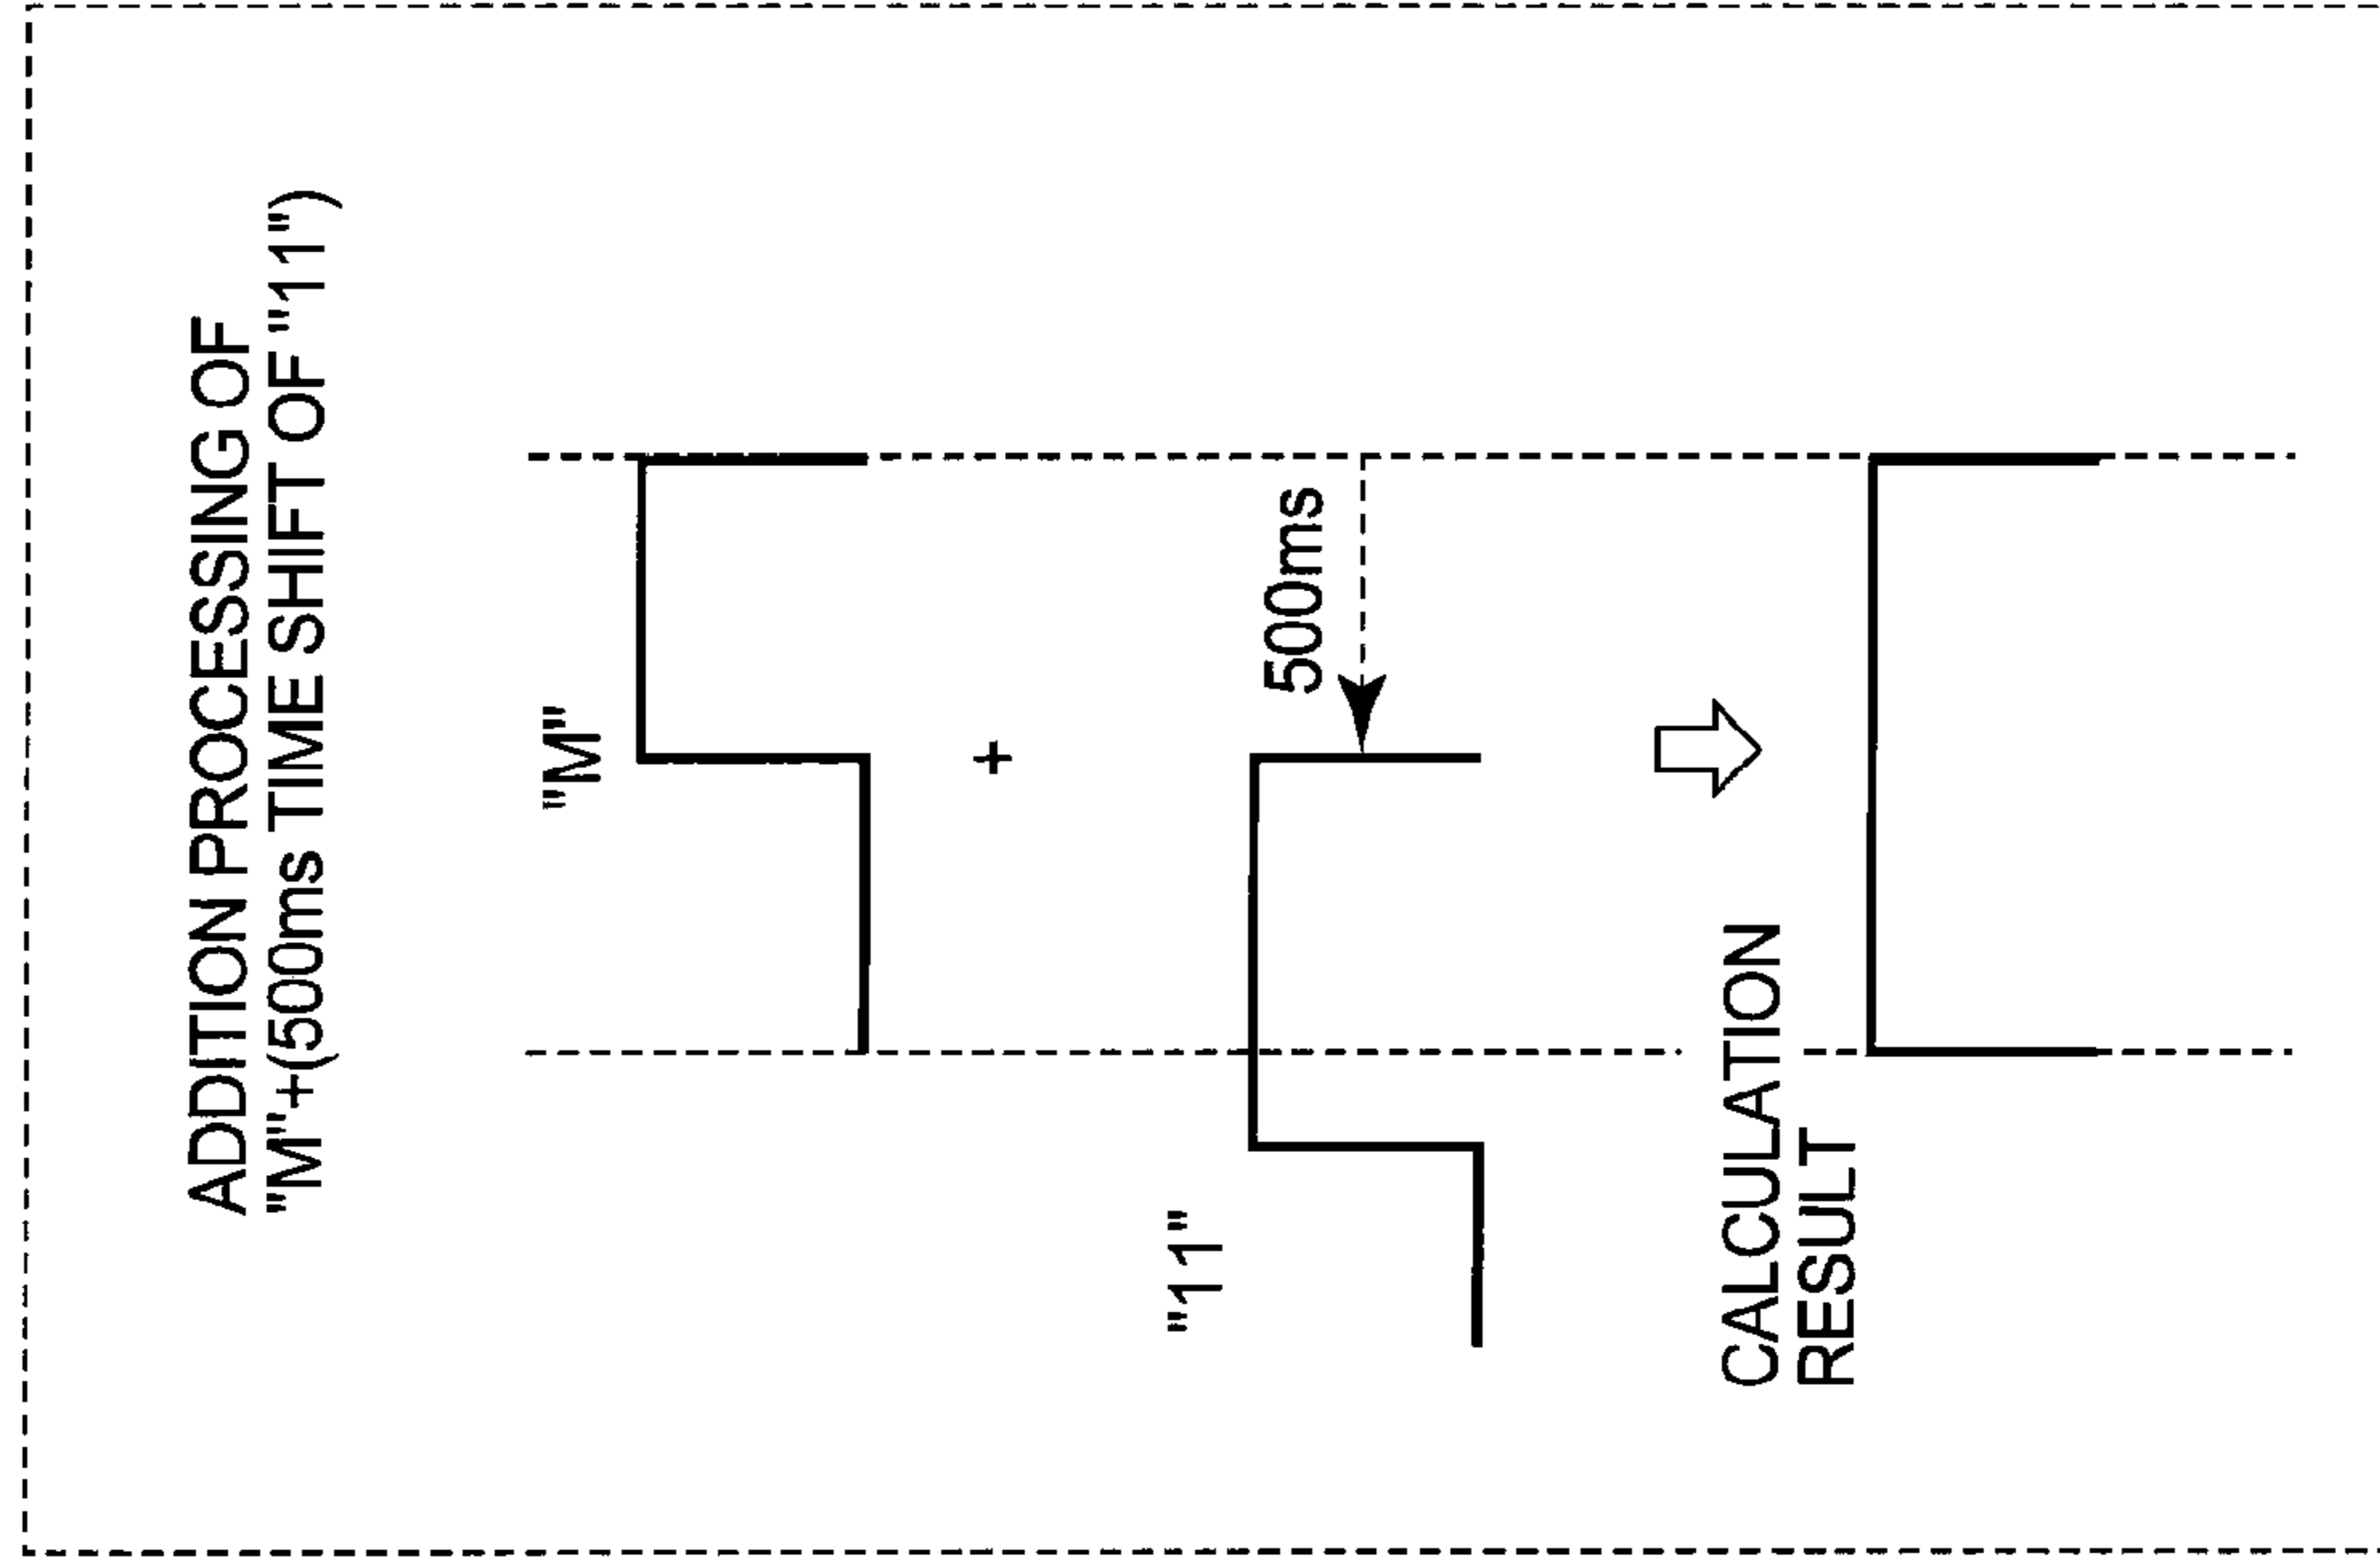 ADDITION PROCESSING OF
"M"+(500ms TIME SHIFT OF "11")
"M"
+
"11"
500ms
CALCULATION
RESULT